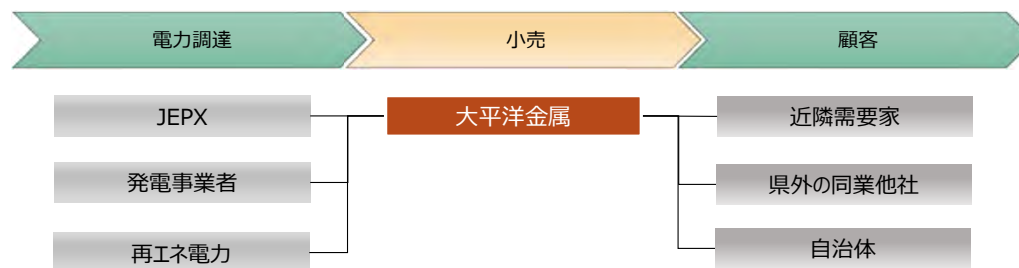 電力調達
小売
顧客
JEPX
大平洋金属
近隣需要家
発電事業者
県外の同業他社
再エネ電力
自治体